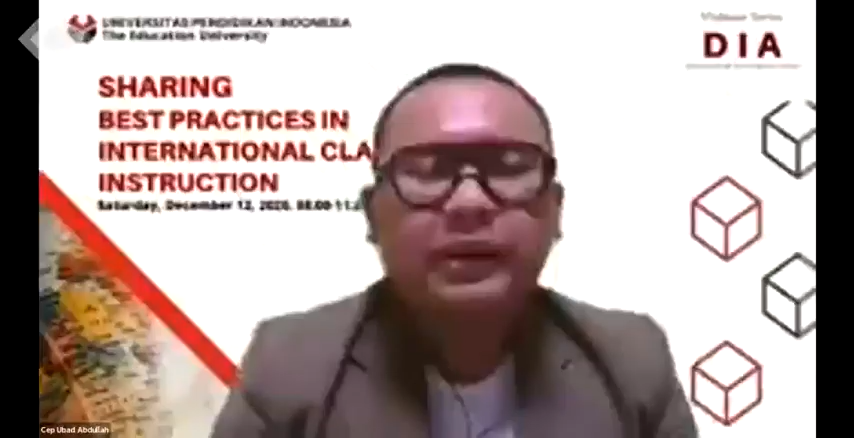 UNIVERSITAS PENDIDIKAN INDONESIA
The Education University
DIA
SHARING
BEST PRACTICES IN
INTERNATIONAL CLA
INSTRUCTION
Saturday, December 12, 2020.
Cep Ubad Abdullah